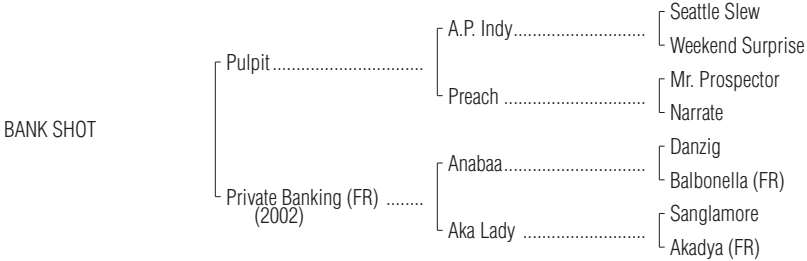 Seattle Slew
A.P. Indy
Weekend Surprise
Pulpit
Mr. Prospector
Preach
Narrate
BANK SHOT
Danzig
Anabaa
Balbonella (FR)
Private Banking (FR)
(2002)
Sanglamore
Aka Lady
Akadya (FR)